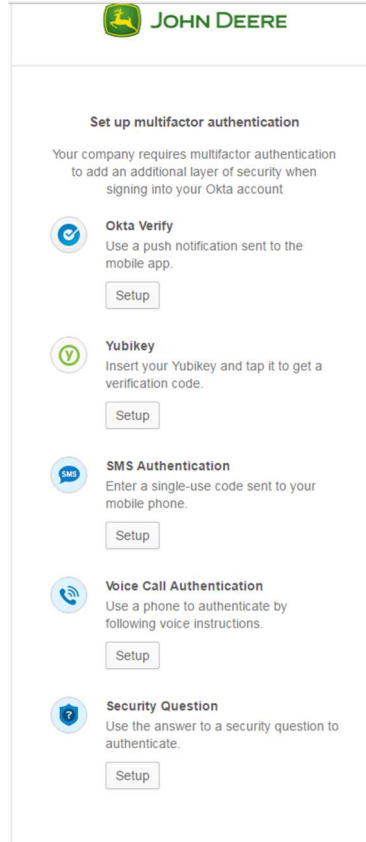 JOHN DEERE
Set up multifactor authentication
Your company requires multifactor authentication
to add an additional layer of security when
signing into your Okta account
Okta Verify
Use a push notification sent to the
mobile app.
Setup
y
Yubikey
Insert your Yubikey and tap it to get a
verification code.
Setup
SMS
SMS Authentication
Enter a single-use code sent to your
mobile phone.
Setup
Voice Call Authentication
Use a phone to authenticate by
following voice instructions.
Setup
?
Security Question
Use the answer to a security question to
authenticate.
Setup